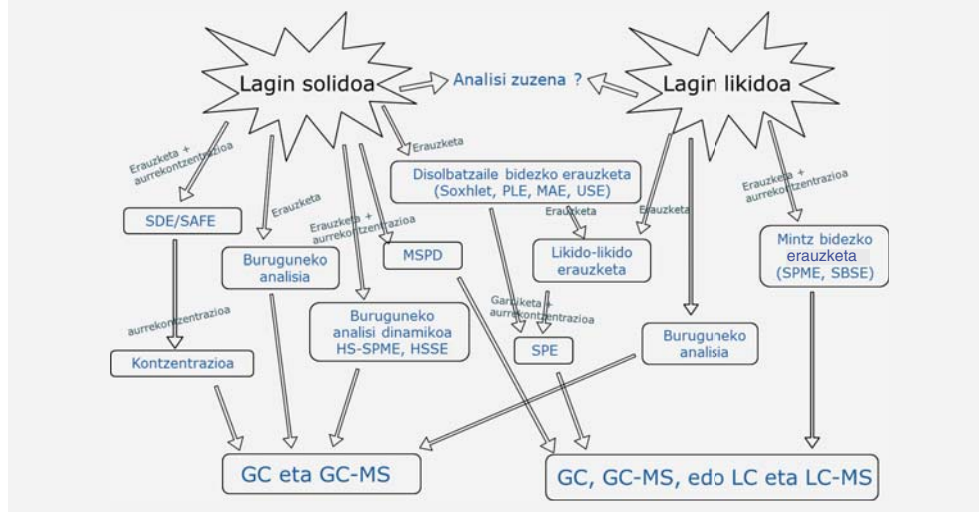 Lagin solidoa
Analisi zuzena ?
Lagin likidoa
Erauzketa +
aurrekontzentrazioa
Erauzketa
Erauzketa
Erauzketa +
aurrekontzentrazioa
Disolbatzaile bidezko erauzketa
(Soxhlet, PLE, MAE, USE)
Erauzketa
Erauzketa
Erauzketa +
aurrekontzentrazioa
SDE/SAFE
Buruguneko
analisia
MSPD
Likido-likido
erauzketa
Mintz bidezko
erauzketa
(SPME, SBSE)
aurrekontzentrazioa
Buruguneko
analisi dinamikoa
HS-SPME, HSSE
Garbiketa +
aurrekontzentrazioa
Kontzentrazioa
SPE
Buruguneko
analisia
GC eta GC-MS
GC, GC-MS, edo LC eta LC-MS